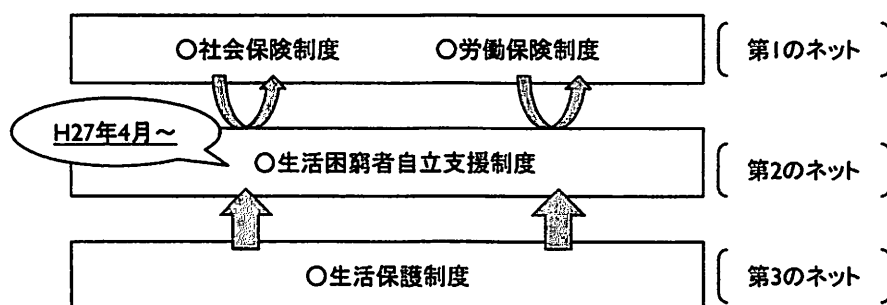 ○社会保険制度 ○労働保険制度 第1のネット
H27年4月～
○生活困窮者自立支援制度 第2のネット
○生活保護制度 第3のネット